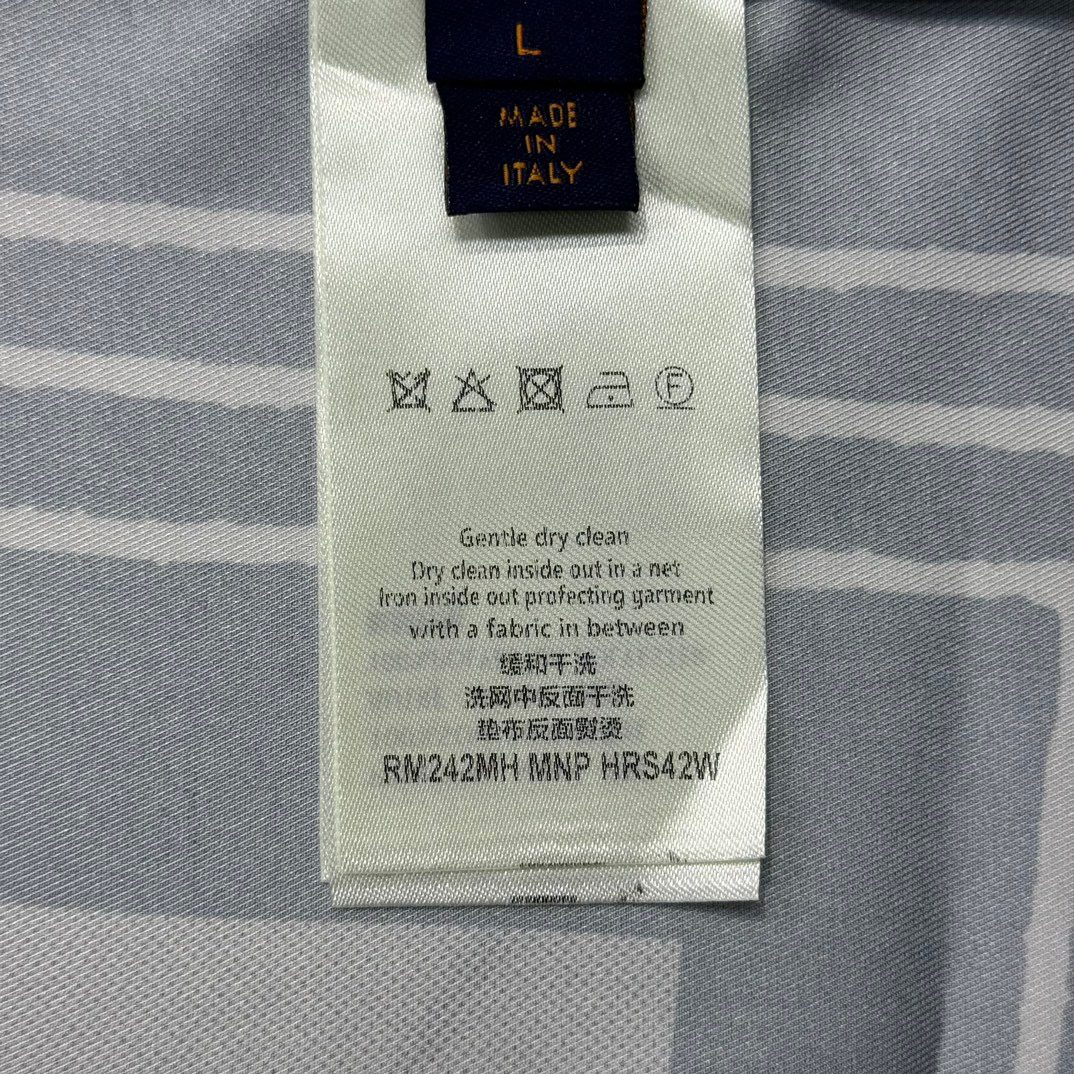 L
MADE
IN
ITALY
F
Gentle dry clean
Dry clean inside out in a net
Iron inside out profecting garment
with a fabric in between
缓和干洗
洗网中反面干洗
垫布反面熨烫
RM242MH MNP HRS42W